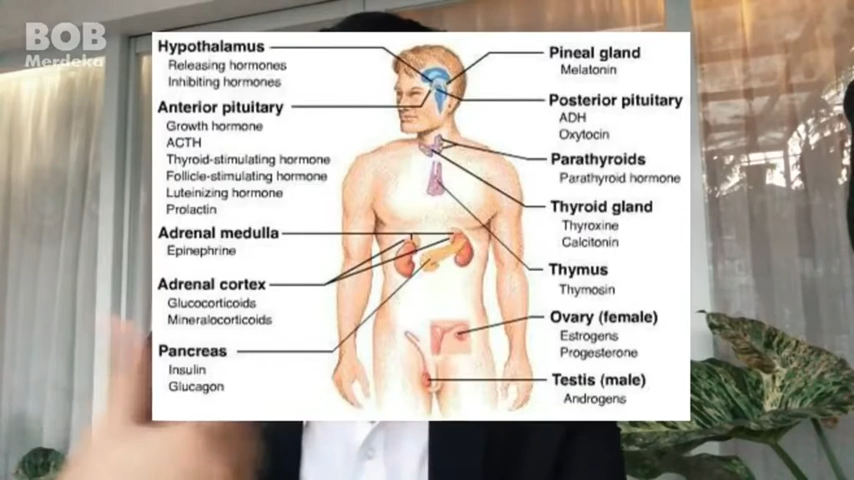 BOB
Merdeka
Hypothalamus
Releasing hormones
Inhibiting hormones
Anterior pituitary
Growth hormone
ACTH
Thyroid-stimulating hormone
Follicle-stimulating hormone
Luteinizing hormone
Prolactin
Adrenal medulla
Epinephrine
Adrenal cortex
Glucocorticoids
Mineralocorticoids
Pancreas
Insulin
Glucagon
Pineal gland
Melatonin
Posterior pituitary
ADH
Oxytocin
Parathyroids
Parathyroid hormone
Thyroid gland
Thyroxine
Calcitonin
Thymus
Thymosin
Ovary (female)
Estrogens
Progesterone
Testis (male)
Androgens